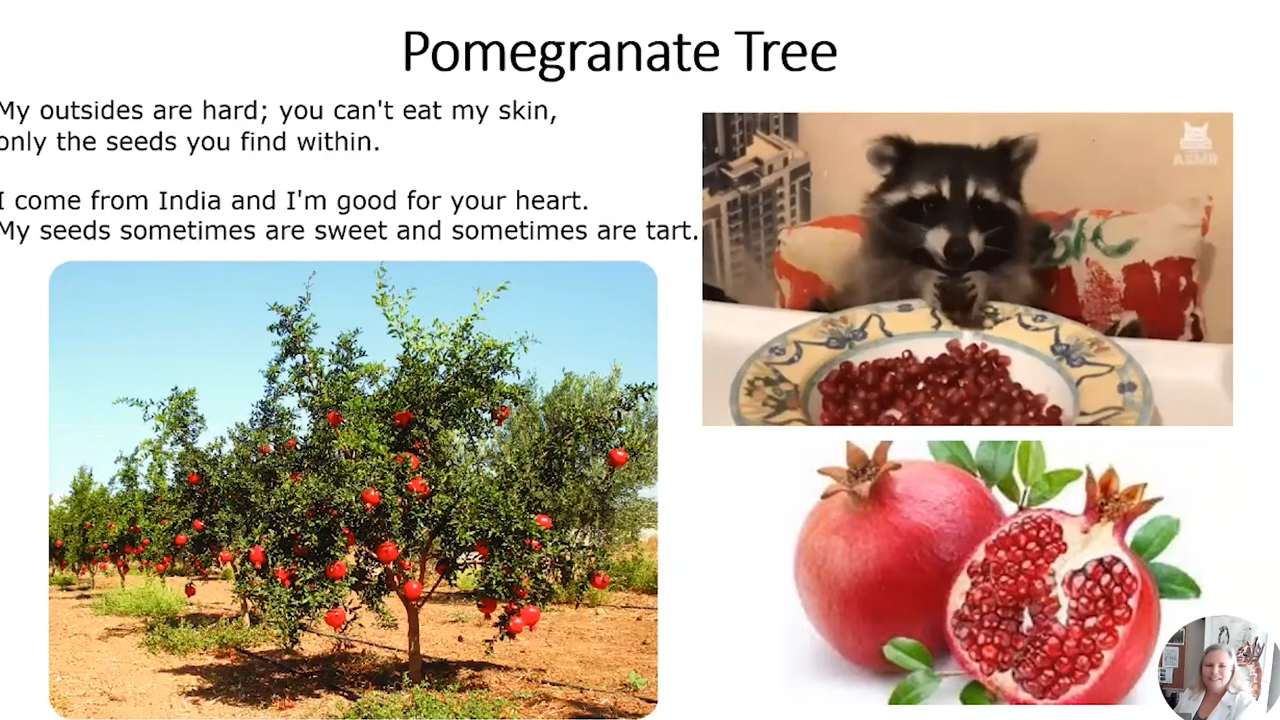 Pomegranate Tree
My outsides are hard; you can't eat my skin,
only the seeds you find within.
I come from India and I'm good for your heart.
My seeds sometimes are sweet and sometimes are tart.
ASMR